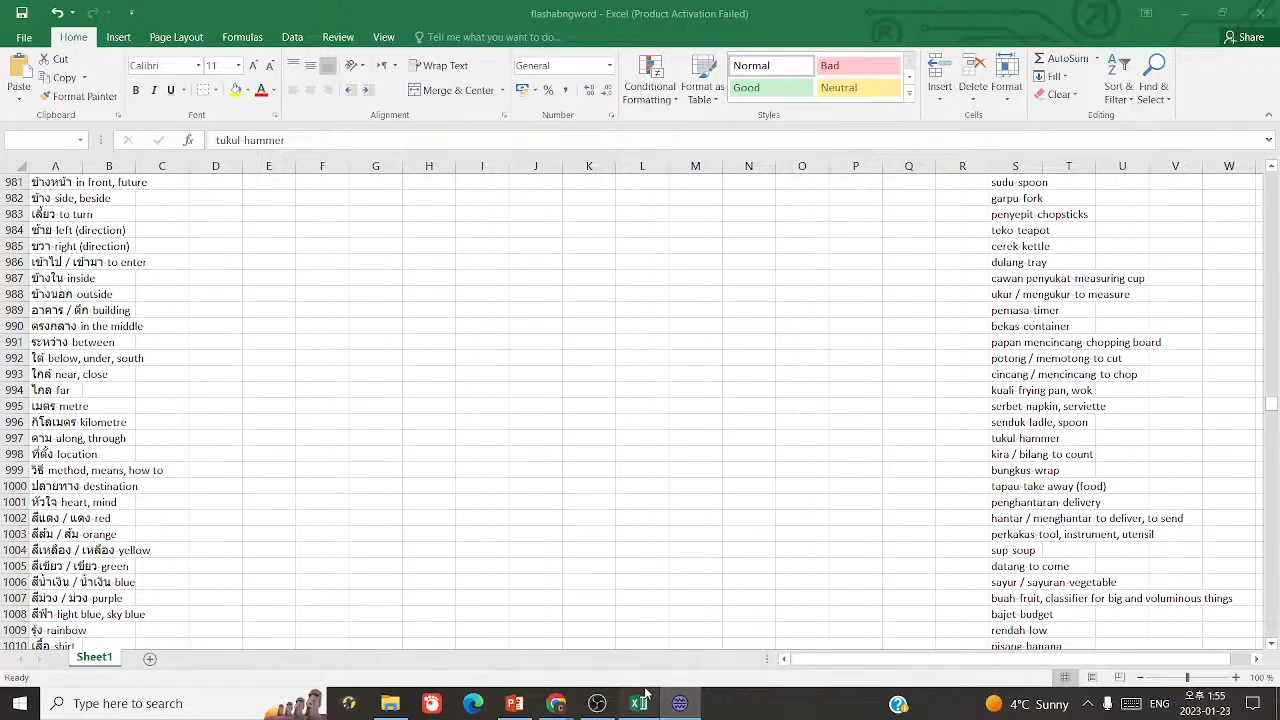 flashabngword - Excel (Product Activation Failed)
File Home Insert Page Layout Formulas Data Review View Tell me what you want to do... Share
Cut
Copy
Format Painter
Paste
Calibri 11
B I U
Wrap Text
Merge & Center
General
Conditional Formatting
Format as Table
Normal Bad
Good Neutral
Insert Delete Format
AutoSum
Fill
Clear
Sort & Filter
Find & Select
Clipboard Font Alignment Number Styles Cells Editing
fx tukul-hammer
A B C D E F G H I J K L M N O P Q R S T U V W
981 ข้างหน้า-in front, future sudu-spoon
982 ข้าง-side, beside garpu-fork
983 เลี้ยว-to turn penyepit-chopsticks
984 ซ้าย-left (direction) teko-teapot
985 ขวา-right (direction) cerek-kettle
986 เข้าไป / เข้ามา-to enter dulang-tray
987 ข้างใน-inside cawan penyukat-measuring cup
988 ข้างนอก-outside ukur / mengukur-to measure
989 อาคาร / ตึก-building pemasa-timer
990 ตรงกลาง-in the middle bekas-container
991 ระหว่าง-between papan mencincang-chopping board
992 ใต้-below, under, south potong / memotong-to cut
993 ใกล้-near, close cincang / mencincang-to chop
994 ไกล-far kuali-frying pan, wok
995 เมตร-metre serbet-napkin, serviette
996 กิโลเมตร-kilometre senduk-ladle, spoon
997 ตาม-along, through tukul-hammer
998 ที่ตั้ง-location kira / bilang-to count
999 วิธี-method, means, how to bungkus-wrap
1000 ปลายทาง-destination tapau-take away (food)
1001 หัวใจ-heart, mind penghantaran-delivery
1002 สีแดง / แดง-red hantar / menghantar-to deliver, to send
1003 สีส้ม / ส้ม-orange perkakas-tool, instrument, utensil
1004 สีเหลือง / เหลือง-yellow sup-soup
1005 สีเขียว / เขียว-green datang-to come
1006 สีน้ำเงิน / น้ำเงิน-blue sayur / sayuran-vegetable
1007 สีม่วง / ม่วง-purple buah-fruit, classifier for big and voluminous things
1008 สีฟ้า-light blue, sky blue bajet-budget
1009 รุ้ง-rainbow rendah-low
1010 เสื้อ-shirt pisang-banana
Sheet1
Ready 100 %
Type here to search
4°C Sunny ENG 오후 1:55
2023-01-23